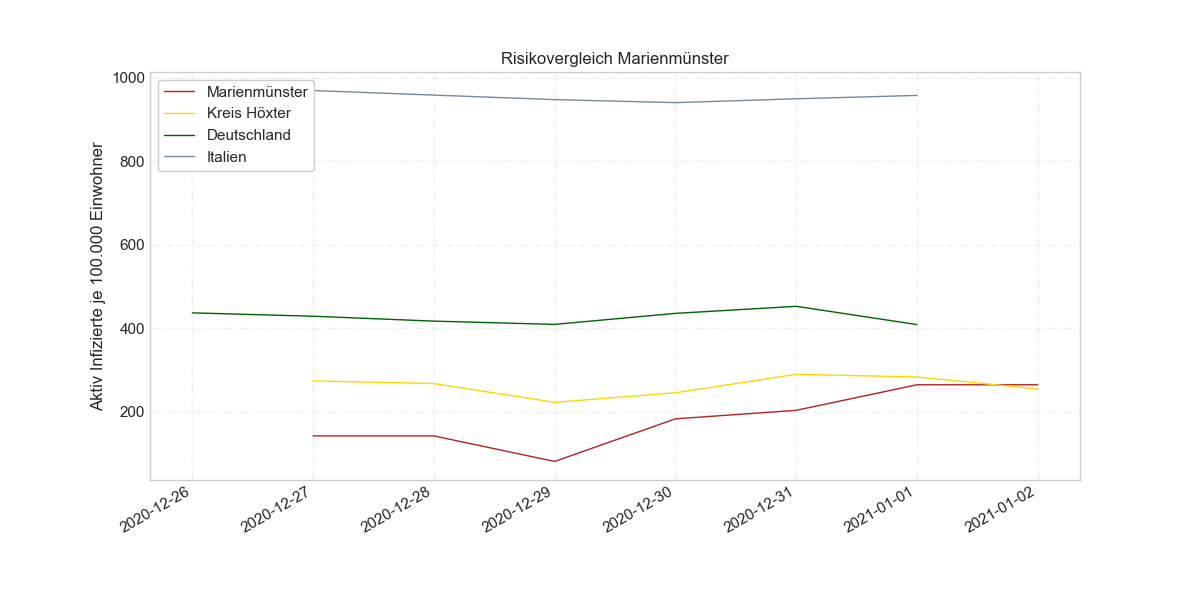 Risikovergleich Marienmünster
Aktiv Infizierte je 100.000 Einwohner
1000
800
600
400
200
Marienmünster
Kreis Höxter
Deutschland
Italien
2020-12-26
2020-12-27
2020-12-28
2020-12-29
2020-12-30
2020-12-31
2021-01-01
2021-01-02